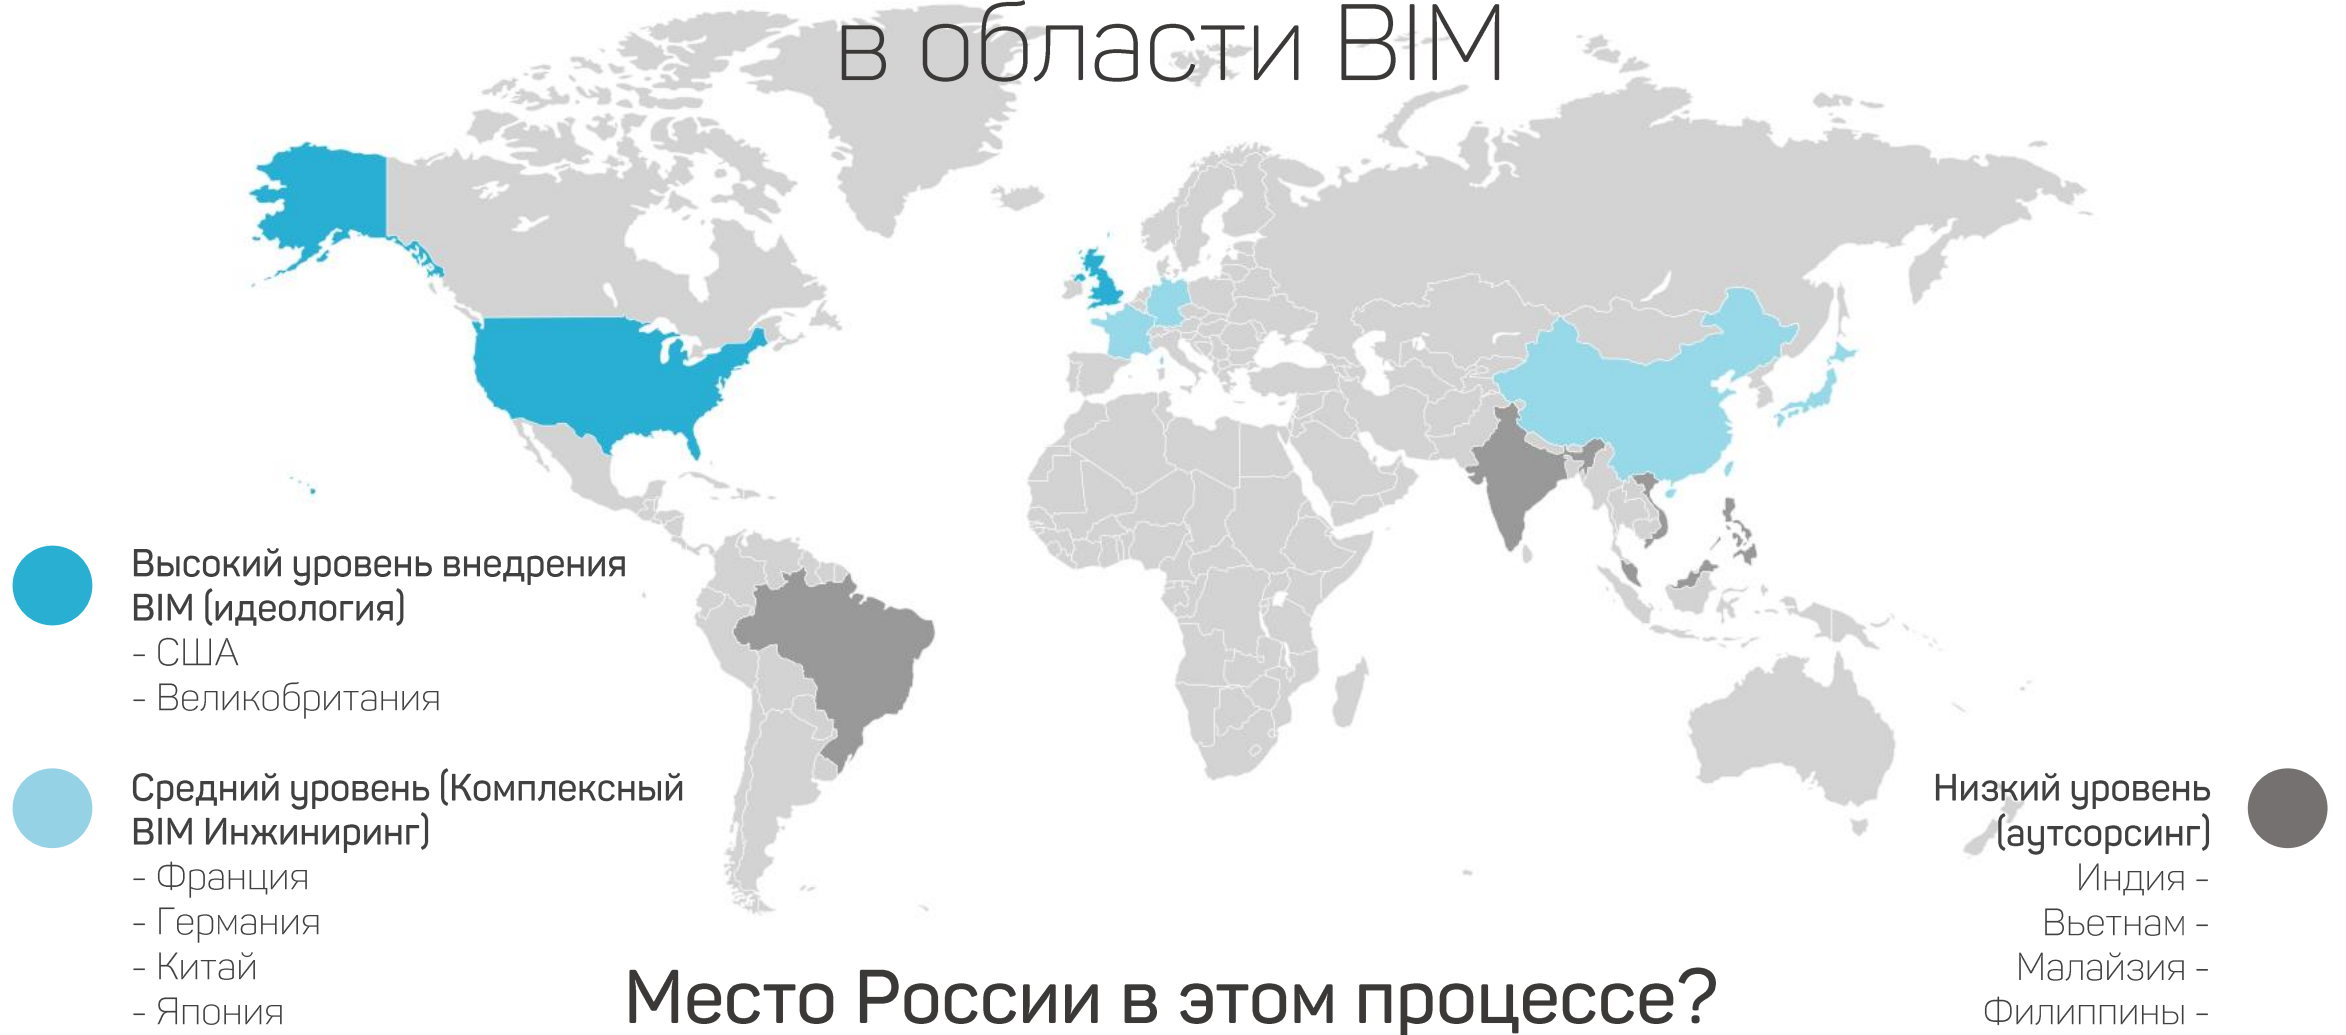 в области BIM
Высокий уровень внедрения
BIM (идеология)
- США
- Великобритания
Средний уровень (Комплексный
BIM Инжиниринг)
- Франция
- Германия
- Китай
- Япония
Низкий уровень
(аутсорсинг)
Индия -
Вьетнам -
Малайзия -
Филиппины -
Место России в этом процессе?